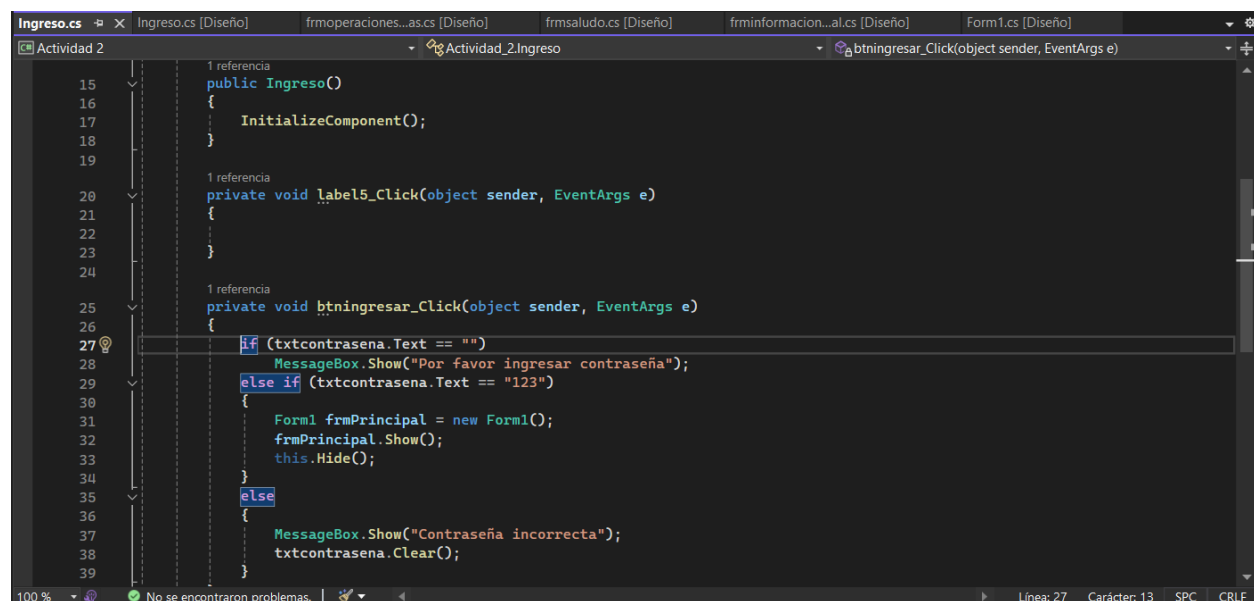 Ingreso.cs Ingreso.cs [Diseño] frmoperaciones...as.cs [Diseño] frmsaludo.cs [Diseño] frminformacion...al.cs [Diseño] Form1.cs [Diseño]
C# Actividad 2 Actividad_2.Ingreso btningresar_Click(object sender, EventArgs e)
1 referencia
15 public Ingreso()
16 {
17 InitializeComponent();
18 }
19
1 referencia
20 private void label5_Click(object sender, EventArgs e)
21 {
22
23 }
24
1 referencia
25 private void btningresar_Click(object sender, EventArgs e)
26 {
27 if (txtcontrasena.Text == "")
28 MessageBox.Show("Por favor ingresar contraseña");
29 else if (txtcontrasena.Text == "123")
30 {
31 Form1 frmPrincipal = new Form1();
32 frmPrincipal.Show();
33 this.Hide();
34 }
35 else
36 {
37 MessageBox.Show("Contraseña incorrecta");
38 txtcontrasena.Clear();
39 }
100 % No se encontraron problemas. Línea: 27 Carácter: 13 SPC CRLF